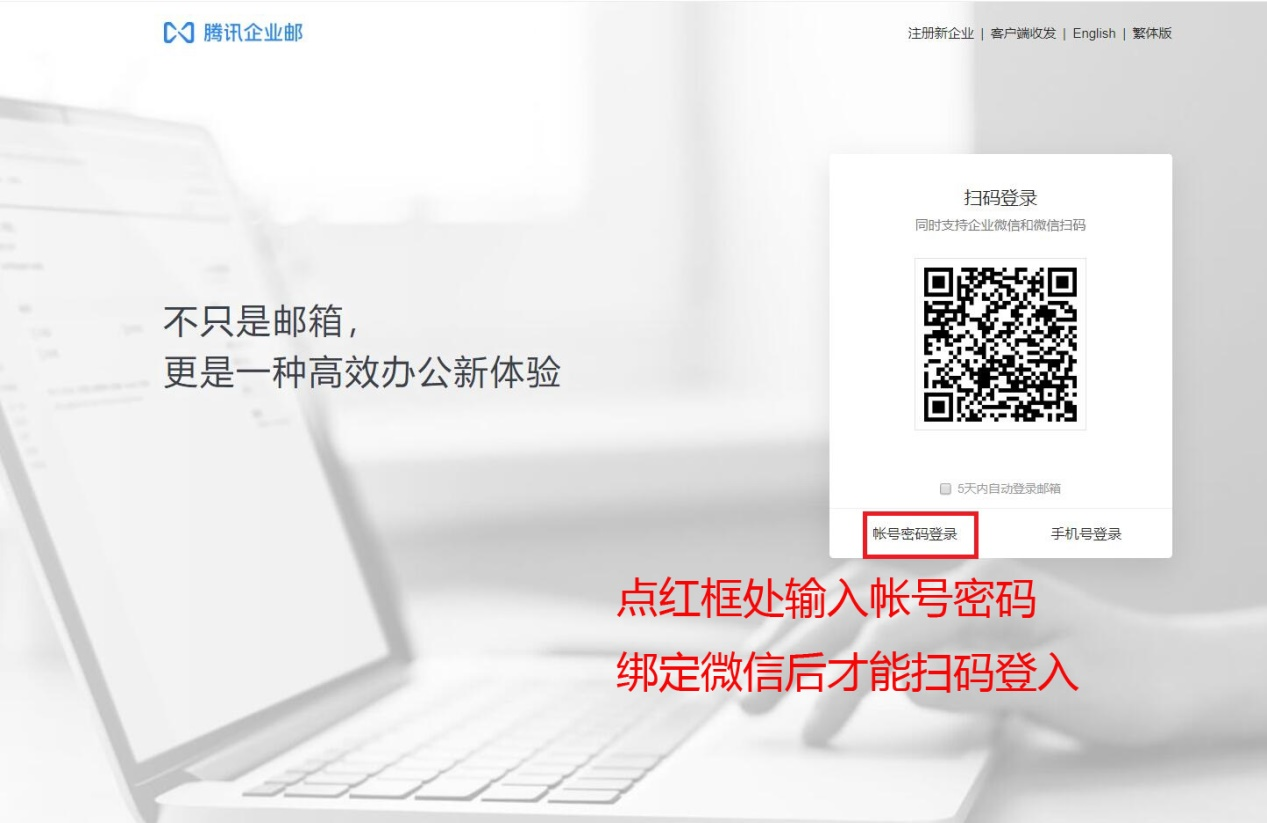 腾讯企业邮
注册新企业 | 客户端收发 | English | 繁体版
扫码登录
同时支持企业微信和微信扫码
不只是邮箱，
更是一种高效办公新体验
5天内自动登录邮箱
帐号密码登录
手机号登录
点红框处输入帐号密码
绑定微信后才能扫码登入